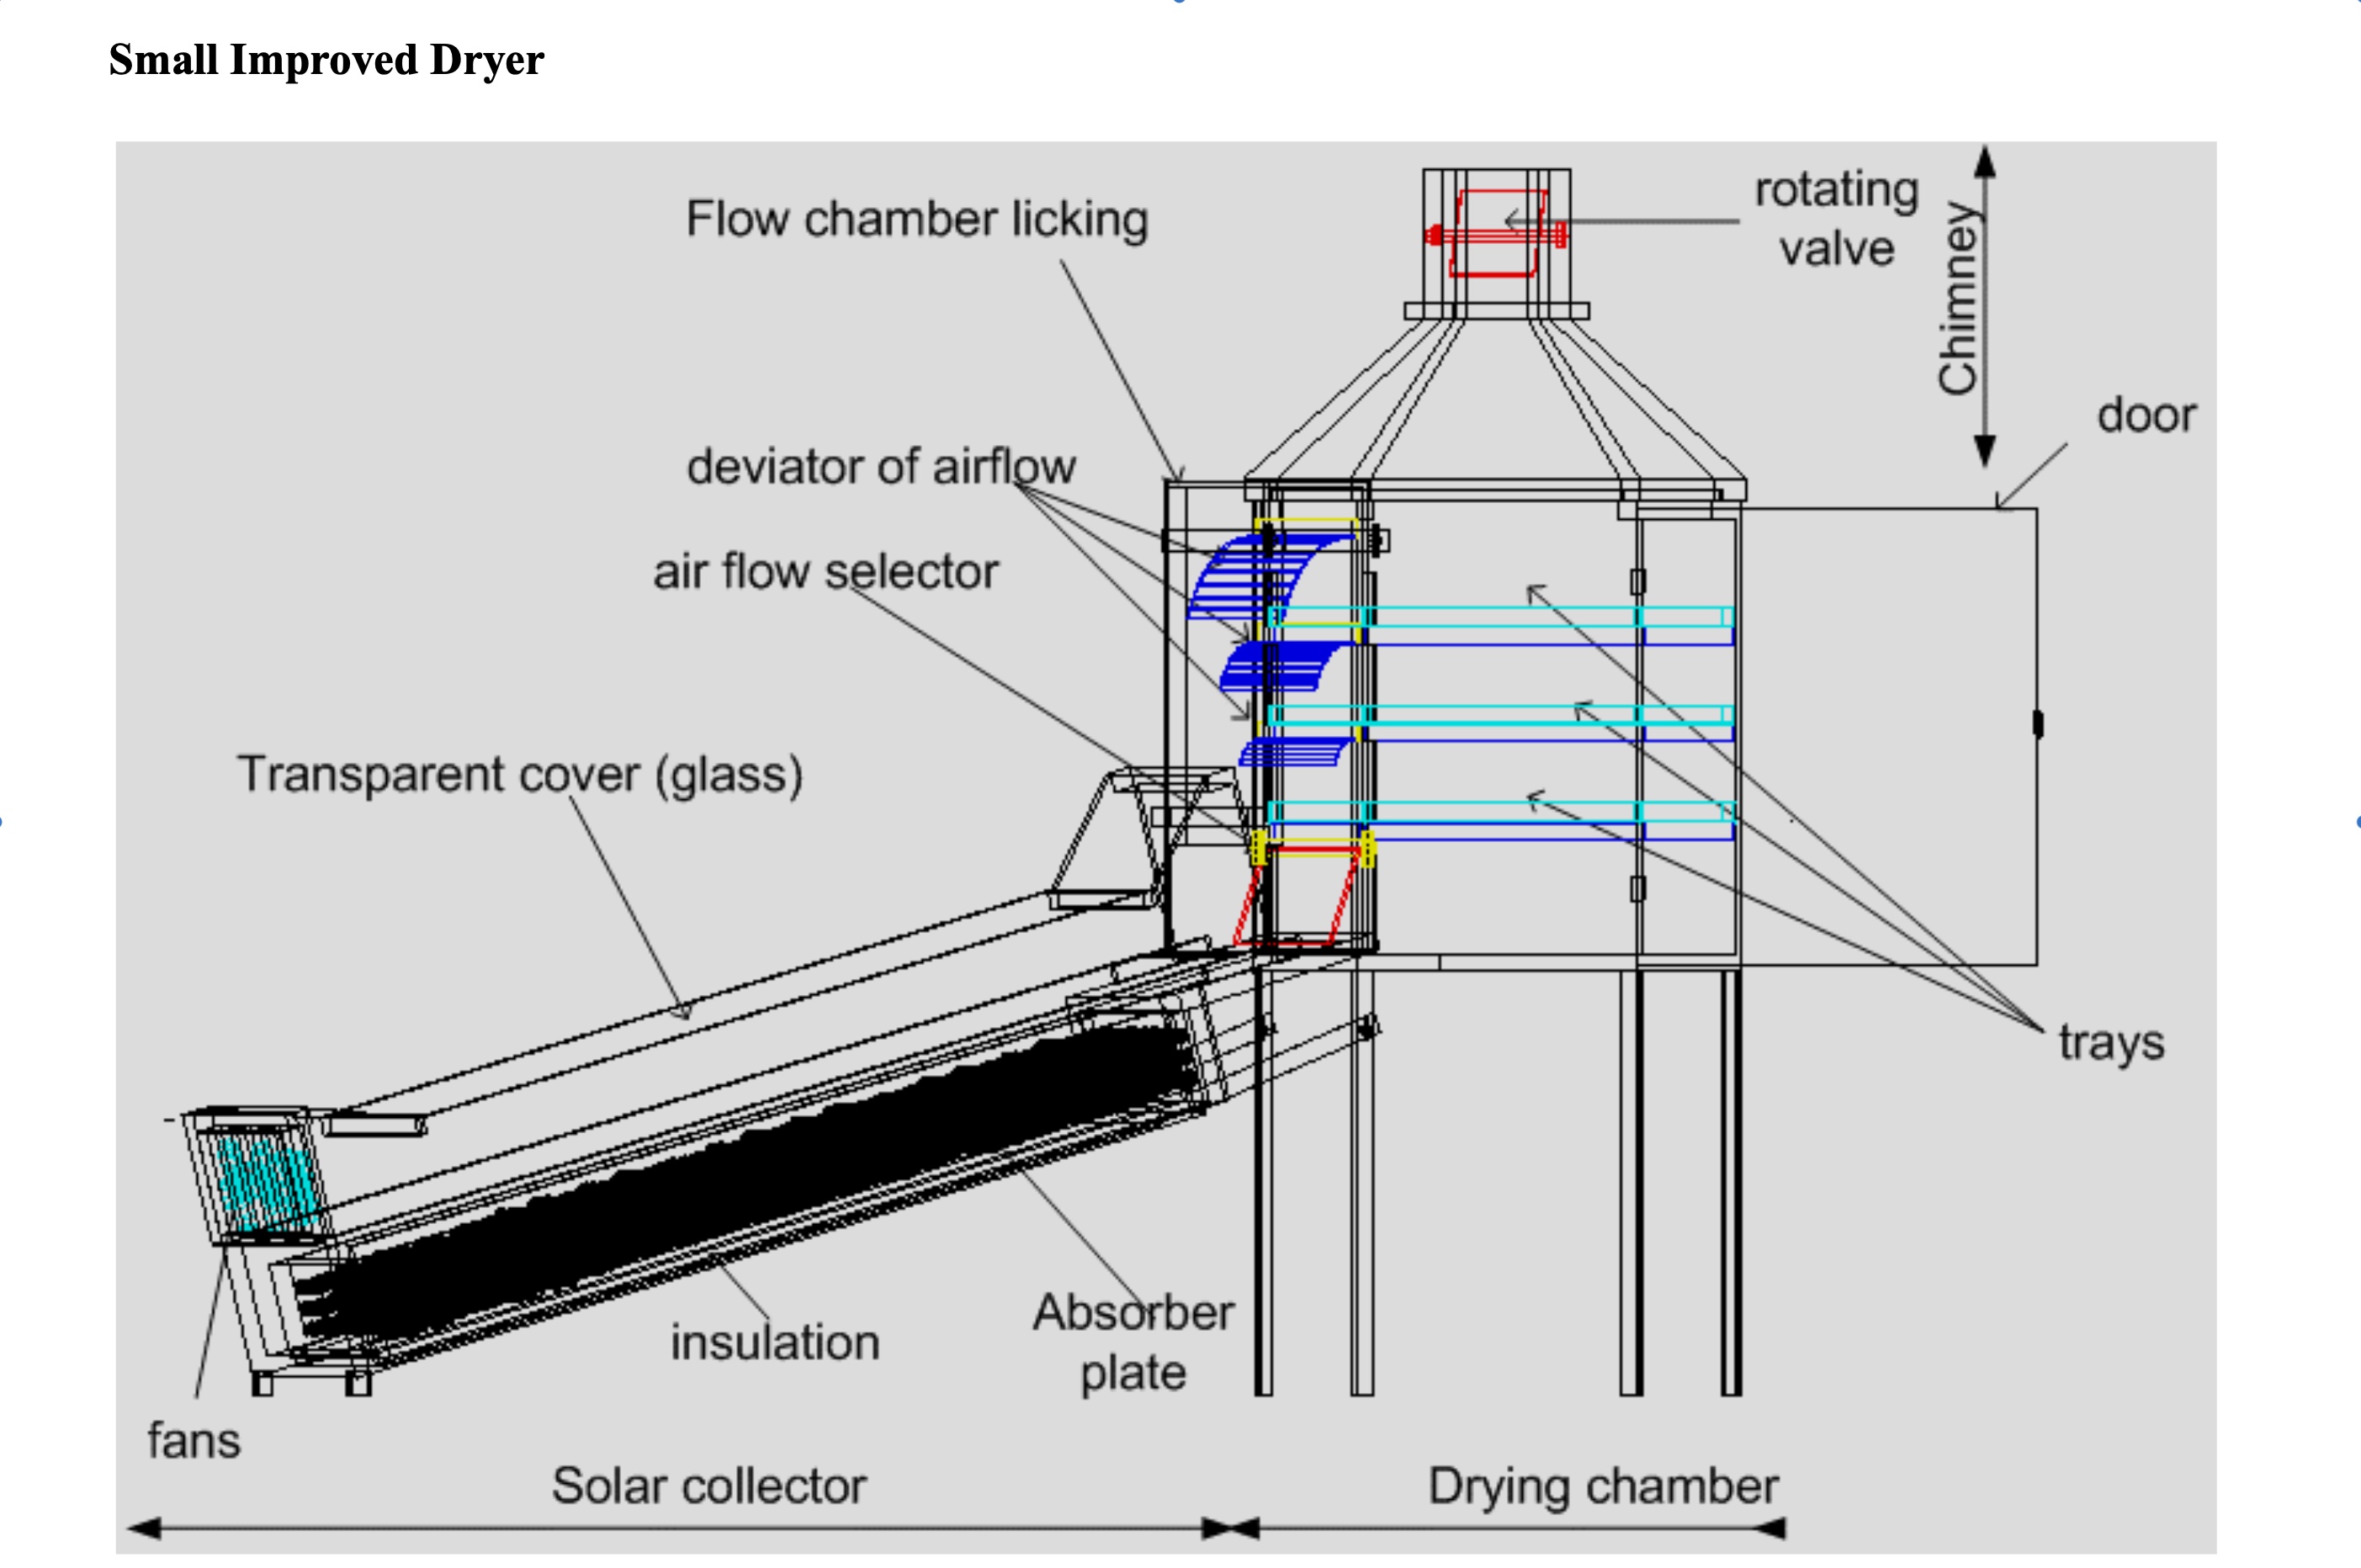 Small Improved Dryer
Flow chamber licking
rotating
valve
Chimney
door
deviator of airflow
air flow selector
Transparent cover (glass)
trays
Absorber
plate
insulation
fans
Solar collector
Drying chamber